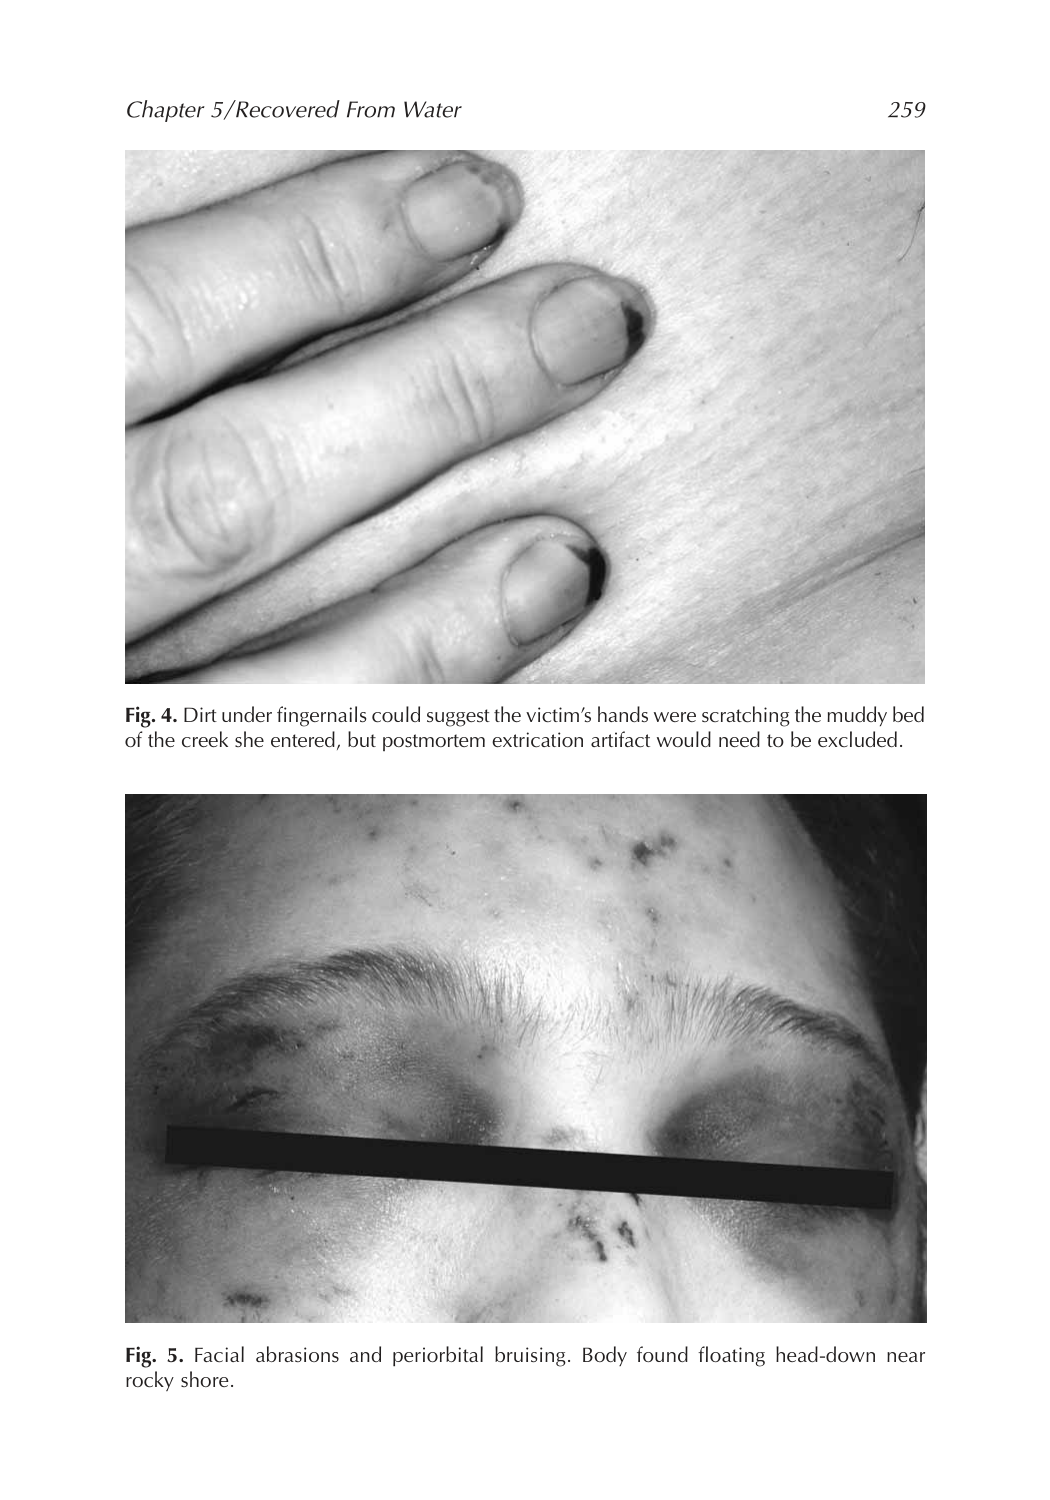 Chapter 5/Recovered From Water 259
Fig. 4. Dirt under fingernails could suggest the victim's hands were scratching the muddy bed
of the creek she entered, but postmortem extrication artifact would need to be excluded.
Fig. 5. Facial abrasions and periorbital bruising. Body found floating head-down near
rocky shore.